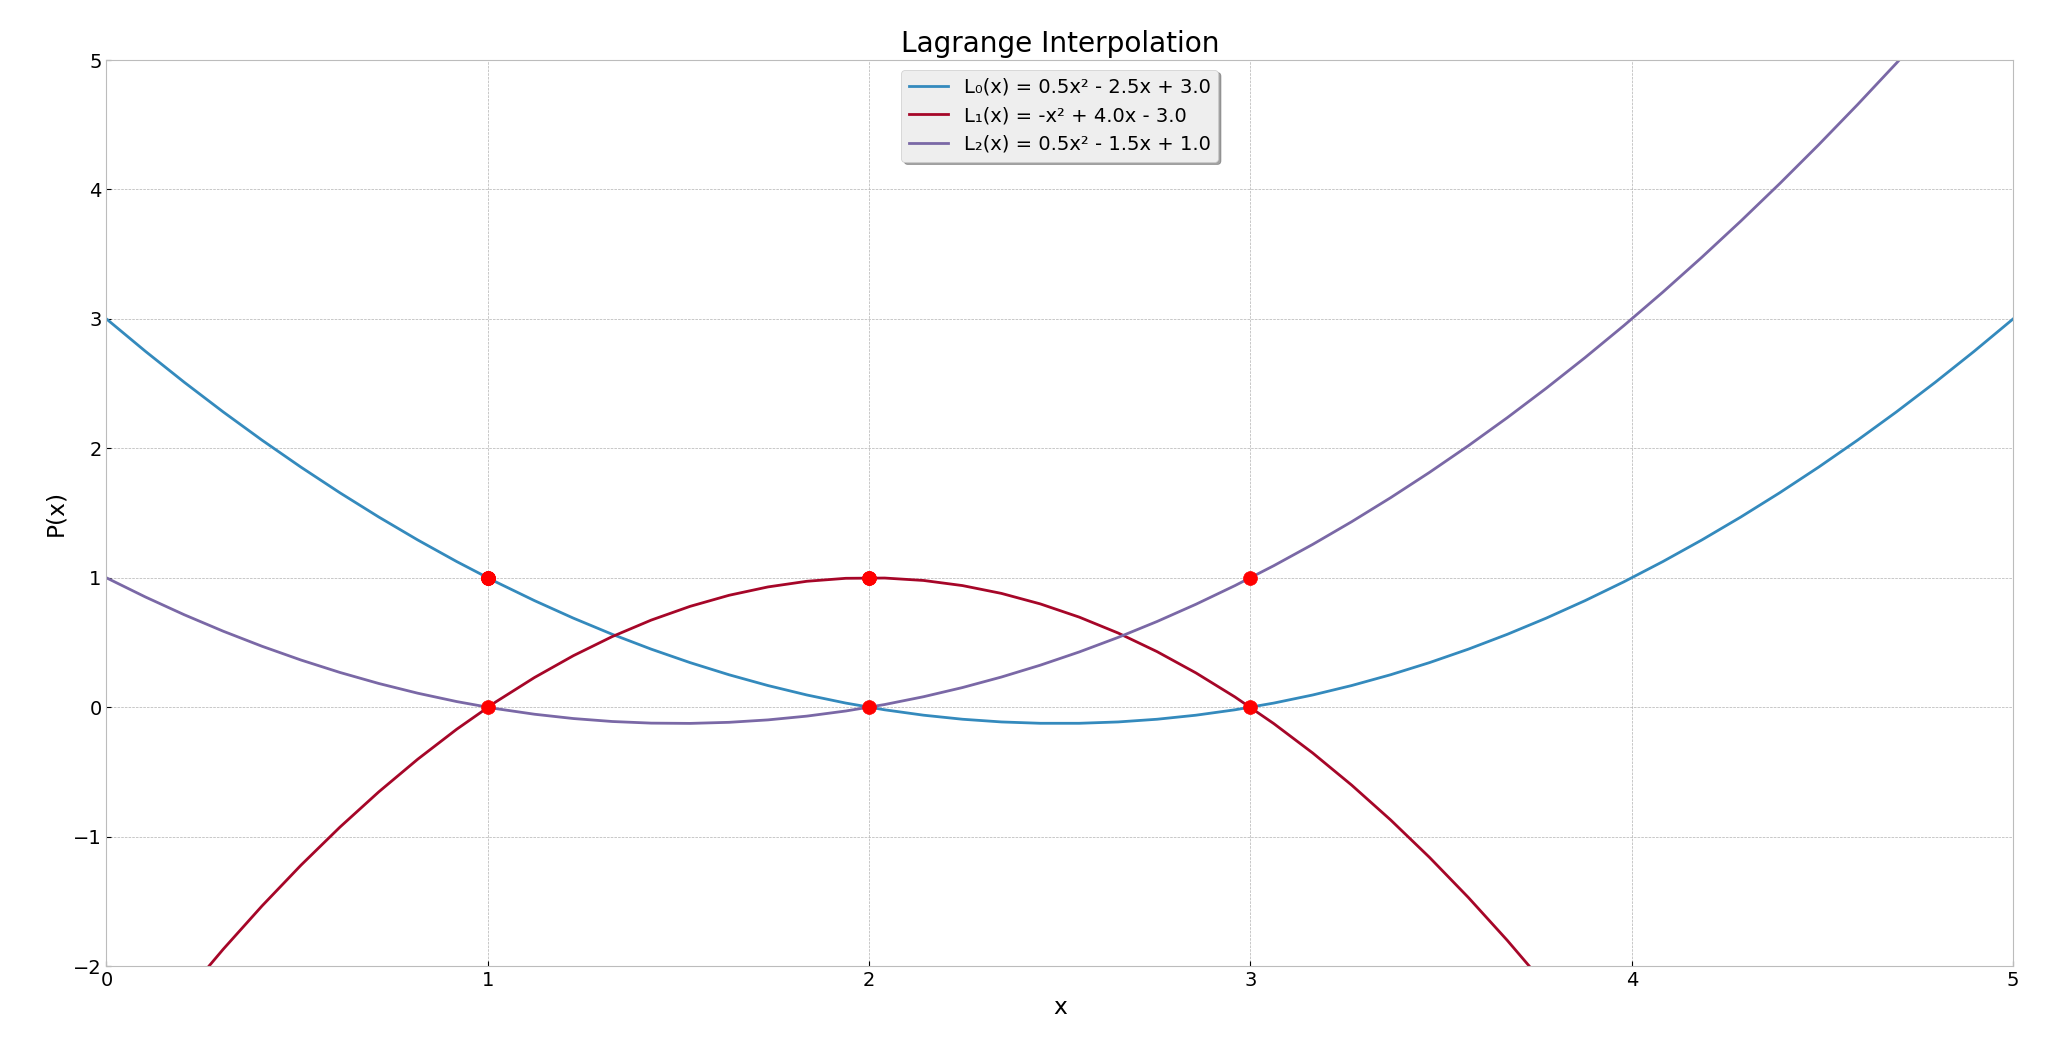 Lagrange Interpolation
L₀(x) = 0.5x² - 2.5x + 3.0
L₁(x) = -x² + 4.0x - 3.0
L₂(x) = 0.5x² - 1.5x + 1.0
5
4
3
2
1
0
−1
−2
P(x)
0 1 2 3 4 5
x